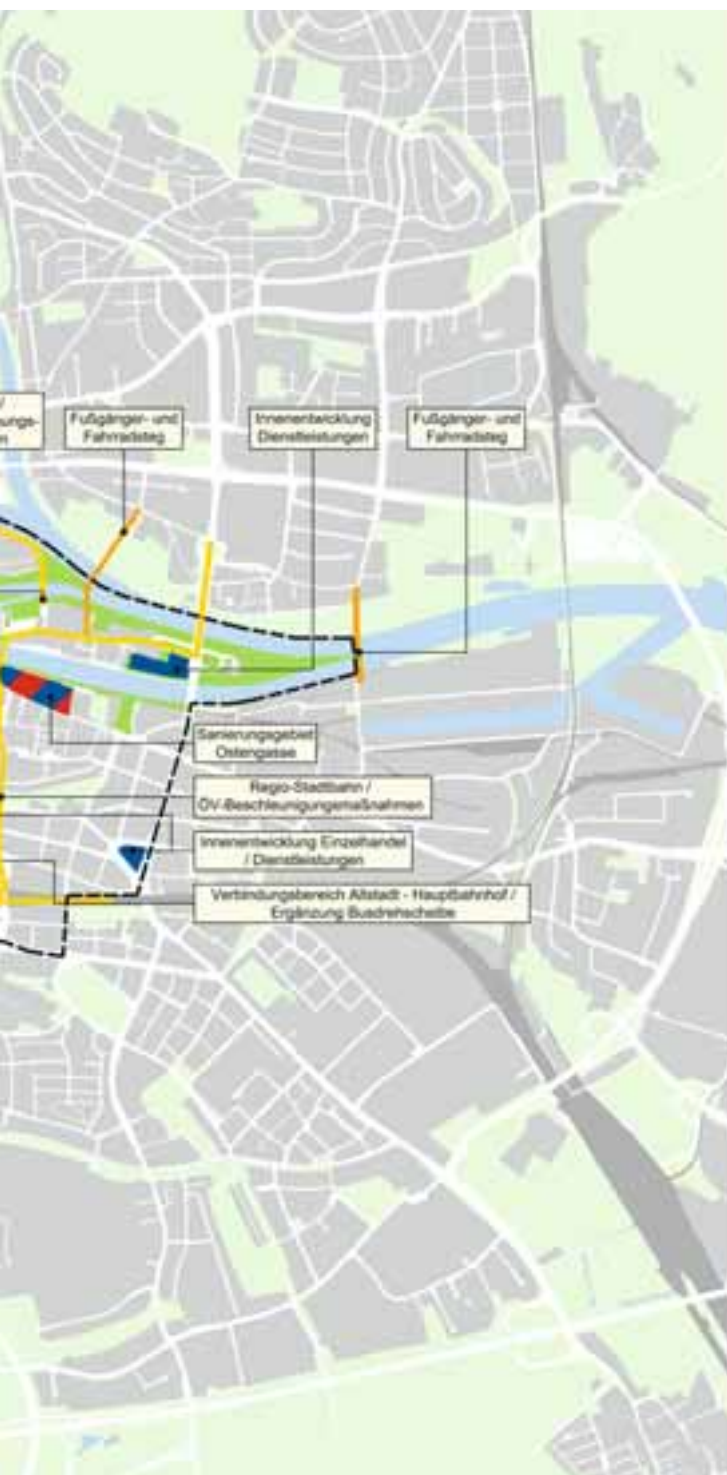 /
ungs-
n
Fußgänger- und
Fahrradsteg
Innenentwicklung
Dienstleistungen
Fußgänger- und
Fahrradsteg
Sanierungsgebiet
Ostengasse
Regio-Stadtbahn /
ÖV-Beschleunigungsmaßnahmen
Innenentwicklung Einzelhandel
/ Dienstleistungen
Verbindungsbereich Altstadt - Hauptbahnhof /
Ergänzung Busdrehscheibe